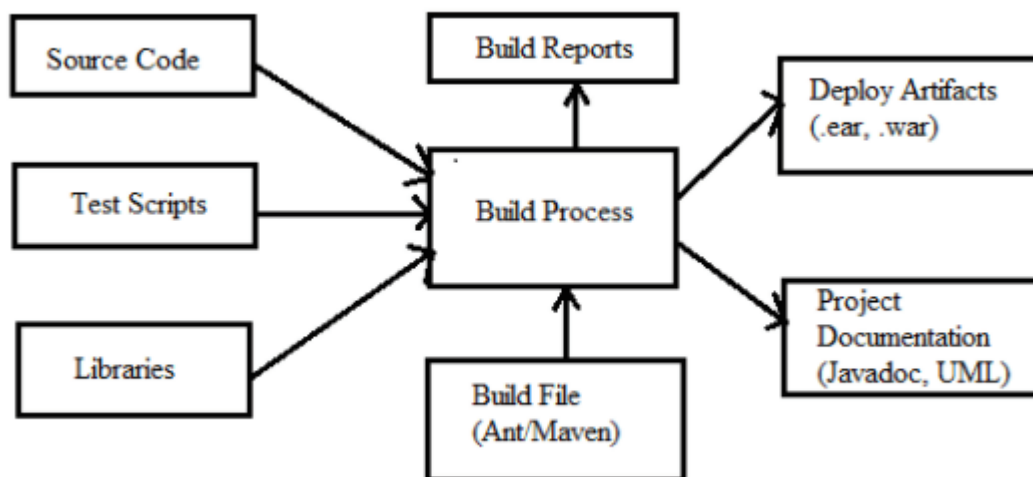 Source Code
Build Reports
Deploy Artifacts
(.ear, .war)
Test Scripts
Build Process
Libraries
Build File
(Ant/Maven)
Project
Documentation
(Javadoc, UML)